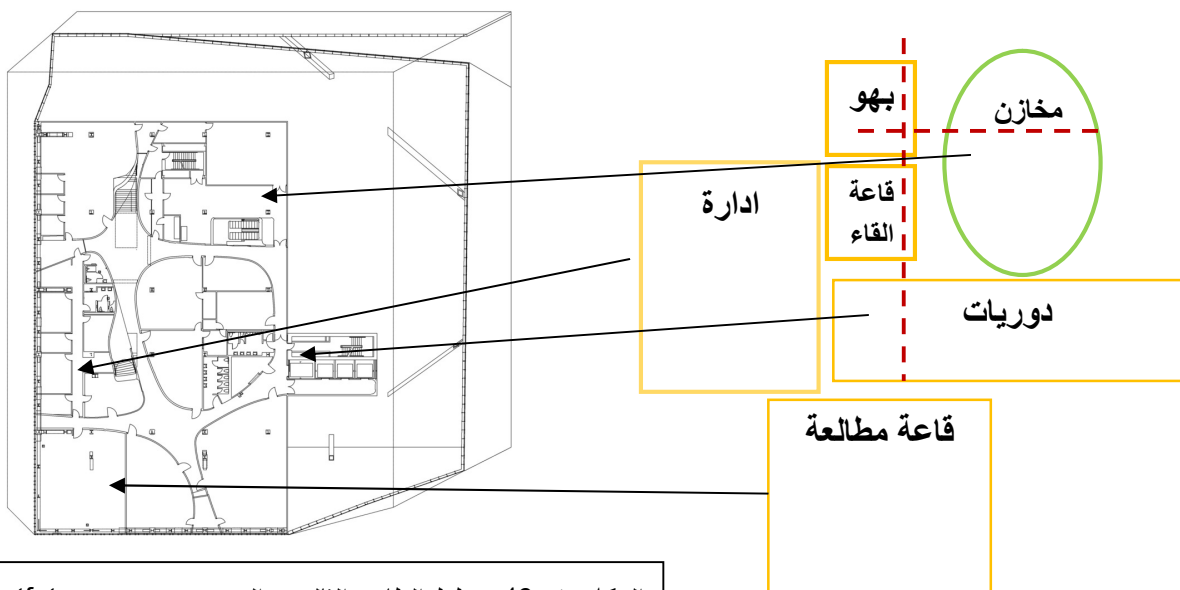 بهو
مخازن
ادارة
قاعة
القاء
دوريات
قاعة مطالعة